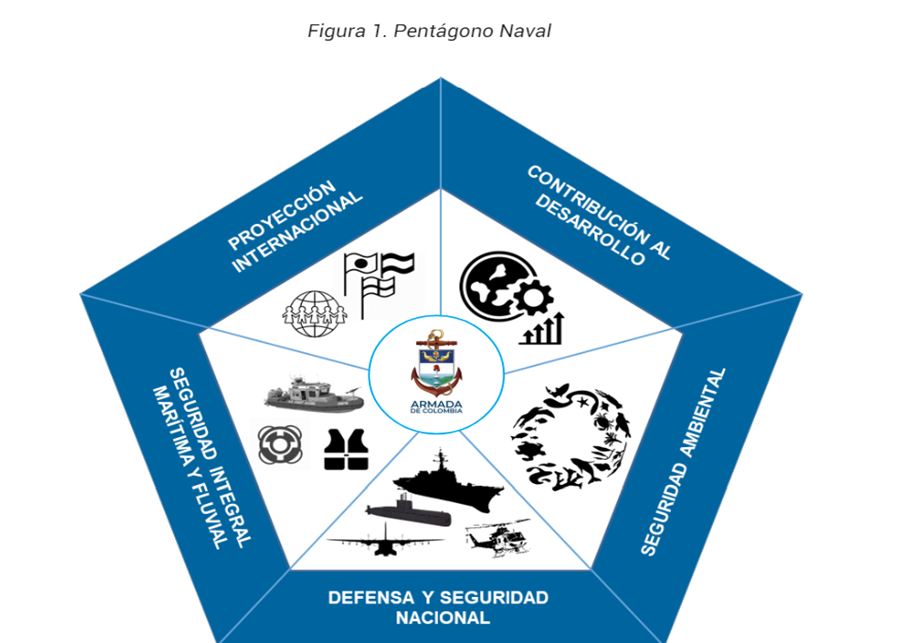 Figura 1. Pentágono Naval
PROYECCIÓN
INTERNACIONAL
CONTRIBUCIÓN AL
DESARROLLO
ARMADA
DE COLOMBIA
SEGURIDAD INTEGRAL
MARÍTIMA Y FLUVIAL
SEGURIDAD AMBIENTAL
DEFENSA Y SEGURIDAD
NACIONAL